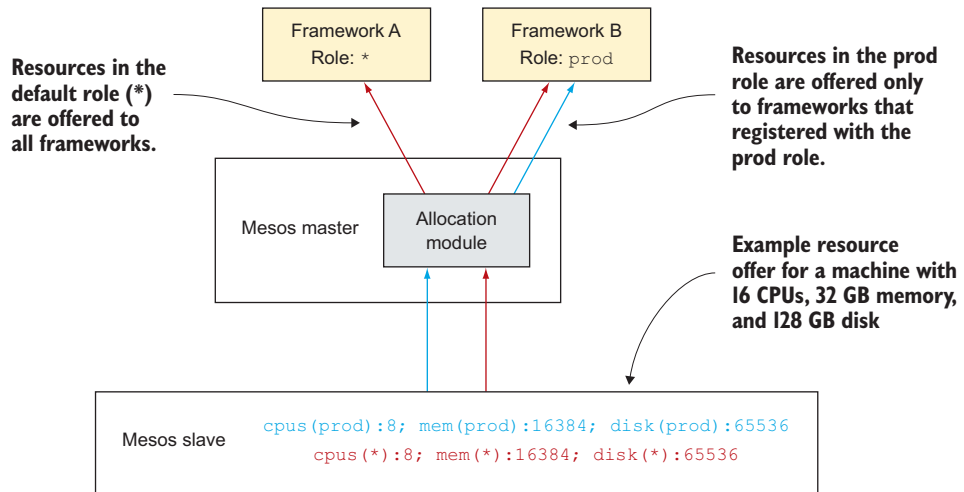 Framework A
Role: *
Framework B
Role: prod
Resources in the
default role (*)
are offered to
all frameworks.
Resources in the prod
role are offered only
to frameworks that
registered with the
prod role.
Mesos master
Allocation
module
Example resource
offer for a machine with
16 CPUs, 32 GB memory,
and 128 GB disk
Mesos slave
cpus(prod):8; mem(prod):16384; disk(prod):65536
cpus(*):8; mem(*):16384; disk(*):65536